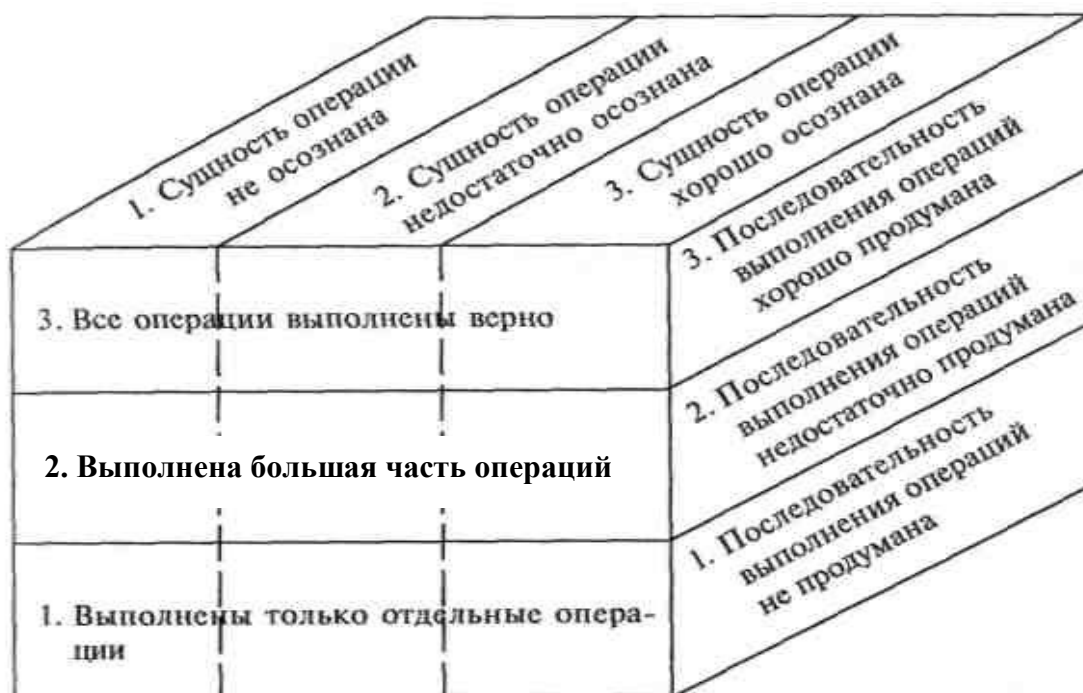 1. Сущность операции
не осознана
2. Сущность операции
недостаточно осознана
3. Сущность операции
хорошо осознана
3. Последовательность
выполнения операций
хорошо продумана
3. Все операции выполнены верно
2. Последовательность
выполнения операций
недостаточно продумана
2. Выполнена большая часть операций
1. Последовательность
выполнения операций
не продумана
1. Выполнены только отдельные опера-
ции